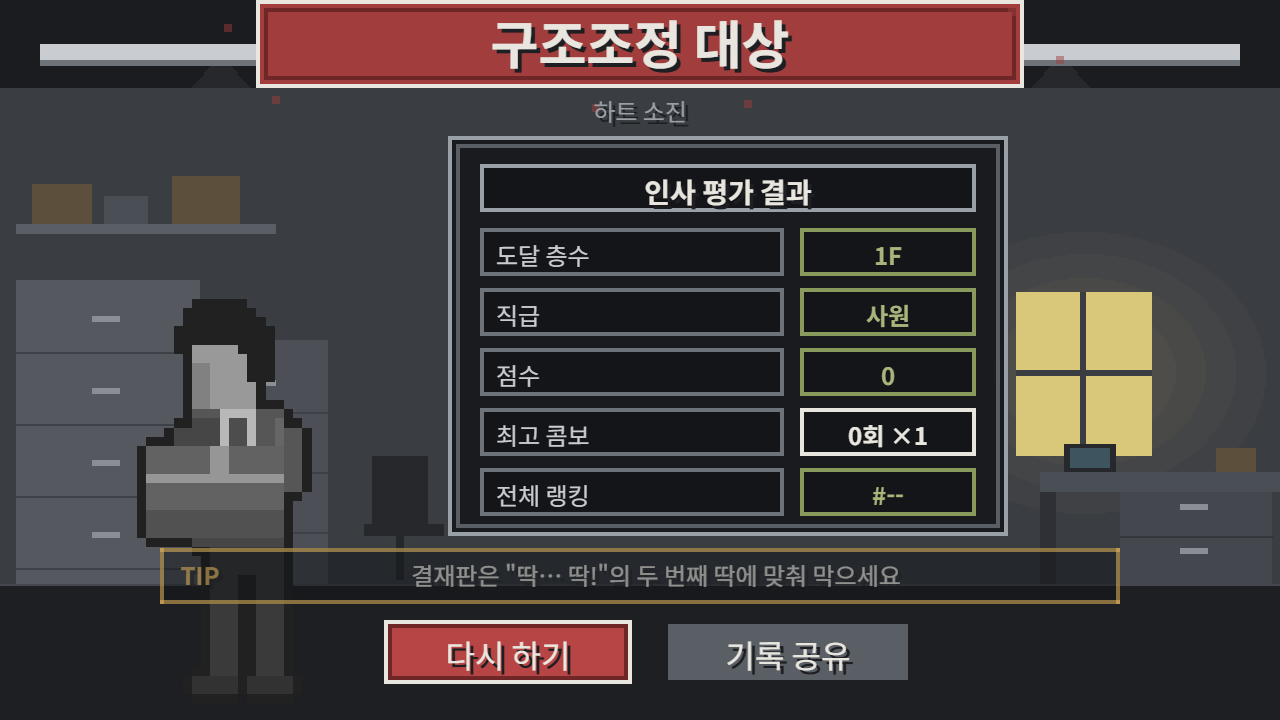 구조조정 대상
하트 소진
인사 평가 결과
도달 층수 1F
직급 사원
점수 0
최고 콤보 0회 ×1
전체 랭킹 #--
TIP 결재판은 "딱… 딱!"의 두 번째 딱에 맞춰 막으세요
다시 하기 기록 공유